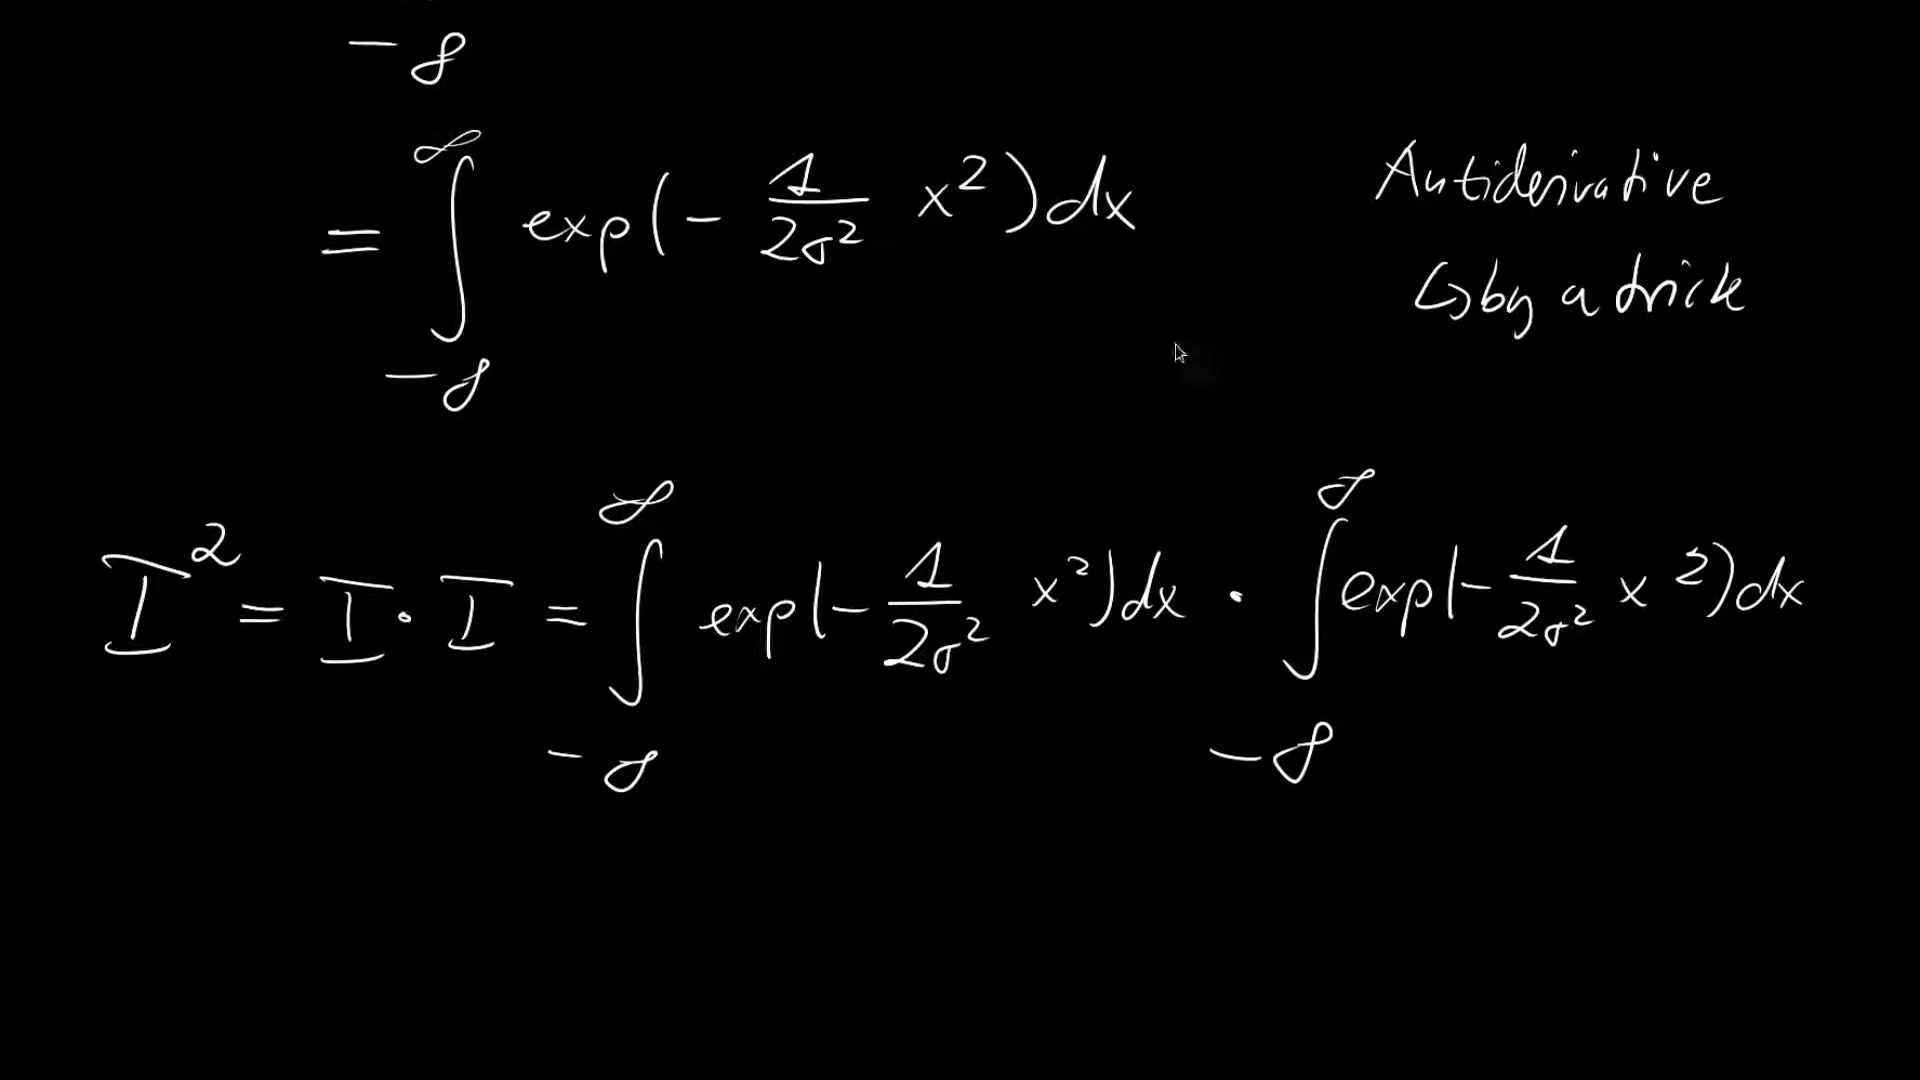 -∞
= ∫_{-∞}^{∞} exp(- 1/(2σ²) x²) dx
Antiderivative
↳ by a trick
I² = I · I = ∫_{-∞}^{∞} exp(- 1/(2σ²) x²) dx · ∫_{-∞}^{∞} exp(- 1/(2σ²) x²) dx